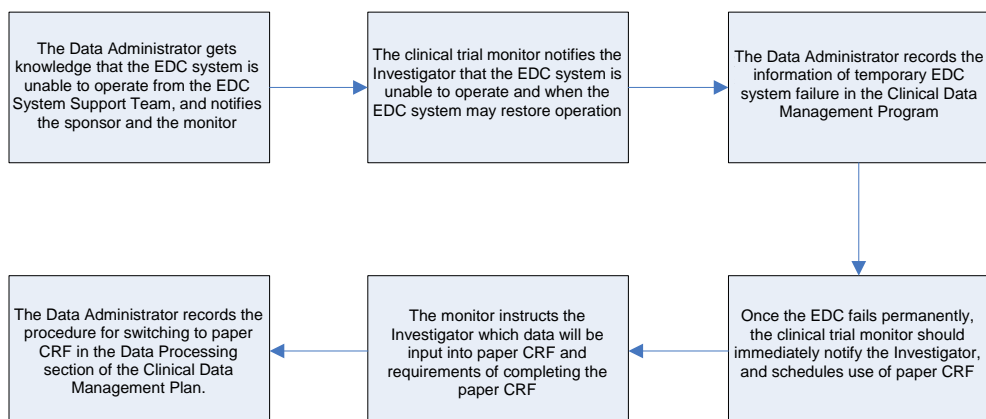 The Data Administrator gets
knowledge that the EDC system is
unable to operate from the EDC
System Support Team, and notifies
the sponsor and the monitor
The clinical trial monitor notifies the
Investigator that the EDC system is
unable to operate and when the
EDC system may restore operation
The Data Administrator records the
information of temporary EDC
system failure in the Clinical Data
Management Program
Once the EDC fails permanently,
the clinical trial monitor should
immediately notify the Investigator,
and schedules use of paper CRF
The monitor instructs the
Investigator which data will be
input into paper CRF and
requirements of completing the
paper CRF
The Data Administrator records the
procedure for switching to paper
CRF in the Data Processing
section of the Clinical Data
Management Plan.